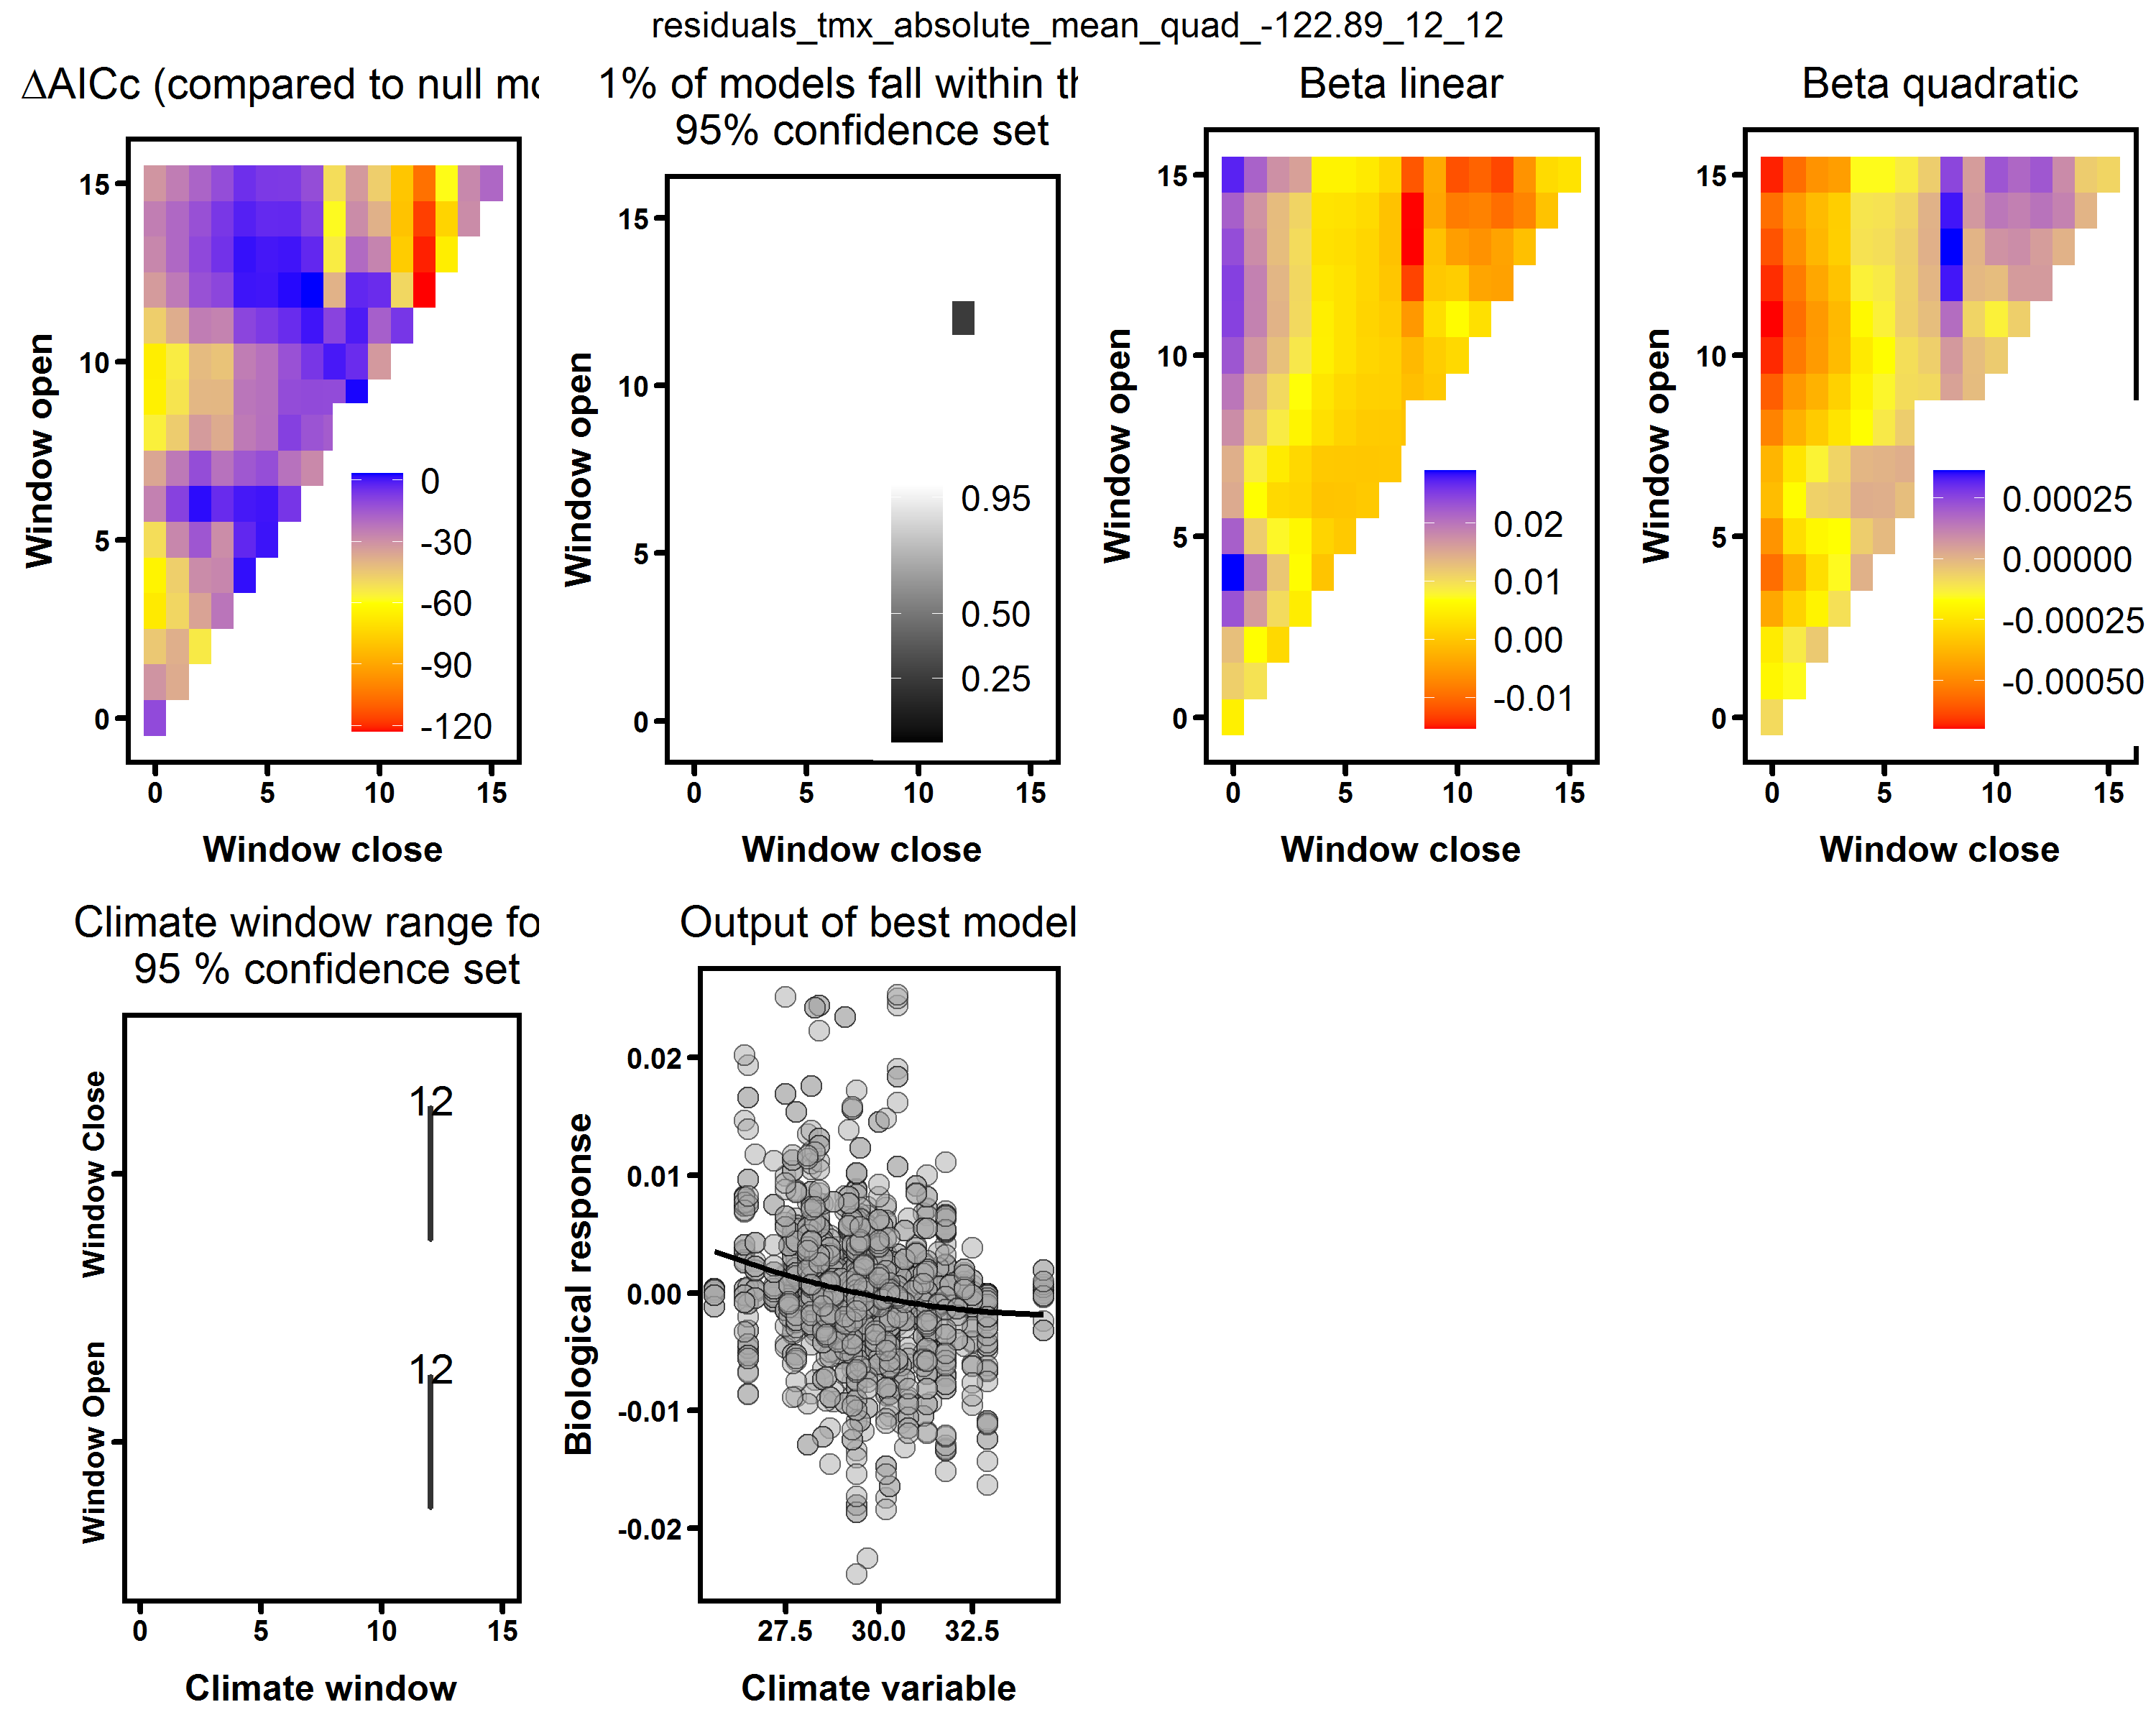 residuals_tmx_absolute_mean_quad_-122.89_12_12
ΔAICc (compared to null mo
15
10
5
0
0
-30
-60
-90
-120
0 5 10 15
Window open
Window close
1% of models fall within th
95% confidence set
15
10
5
0
0.95
0.50
0.25
0 5 10 15
Window open
Window close
Beta linear
15
10
5
0
0.02
0.01
0.00
-0.01
0 5 10 15
Window open
Window close
Beta quadratic
15
10
5
0
0.00025
0.00000
-0.00025
-0.00050
0 5 10 15
Window open
Window close
Climate window range fo
95 % confidence set
Window Close
Window Open
12
12
0 5 10 15
Climate window
Output of best model
0.02
0.01
0.00
-0.01
-0.02
27.5 30.0 32.5
Biological response
Climate variable